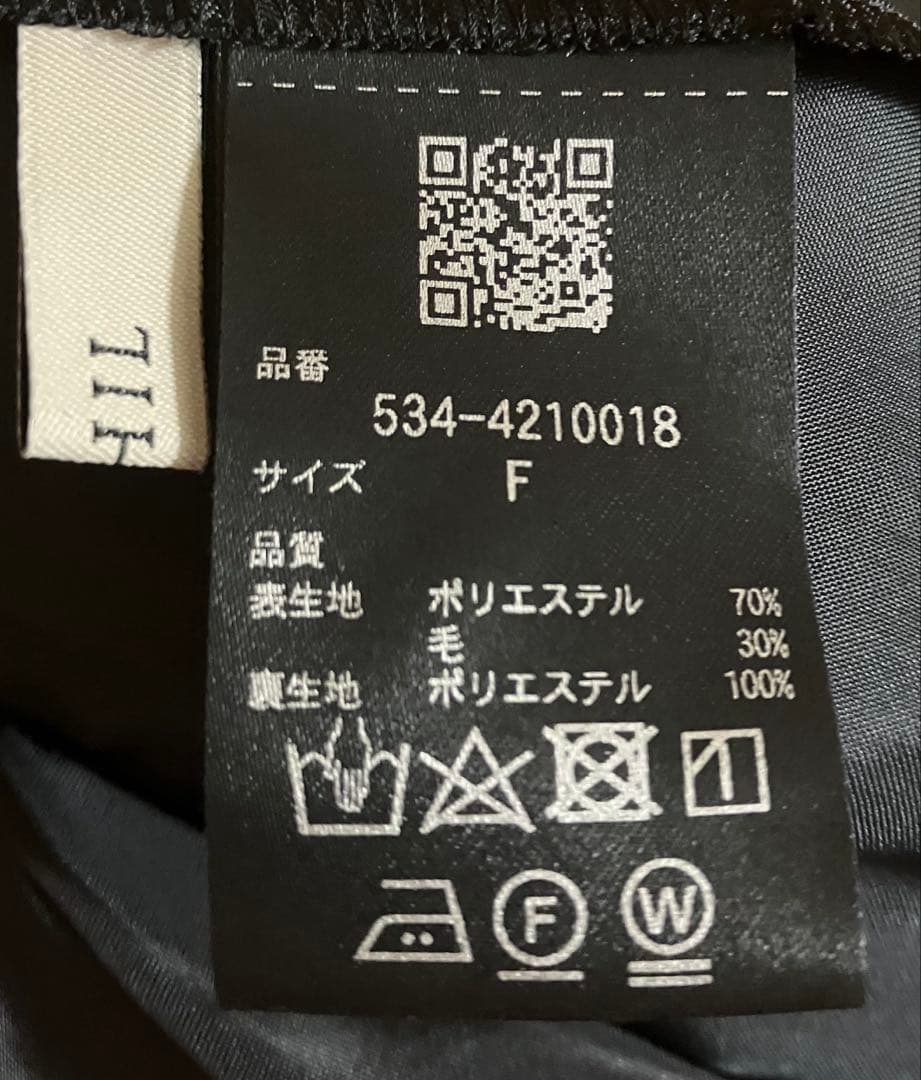 HIL
品番
534-4210018
サイズ F
品質
表生地 ポリエステル 70%
毛 30%
裏生地 ポリエステル 100%
F W